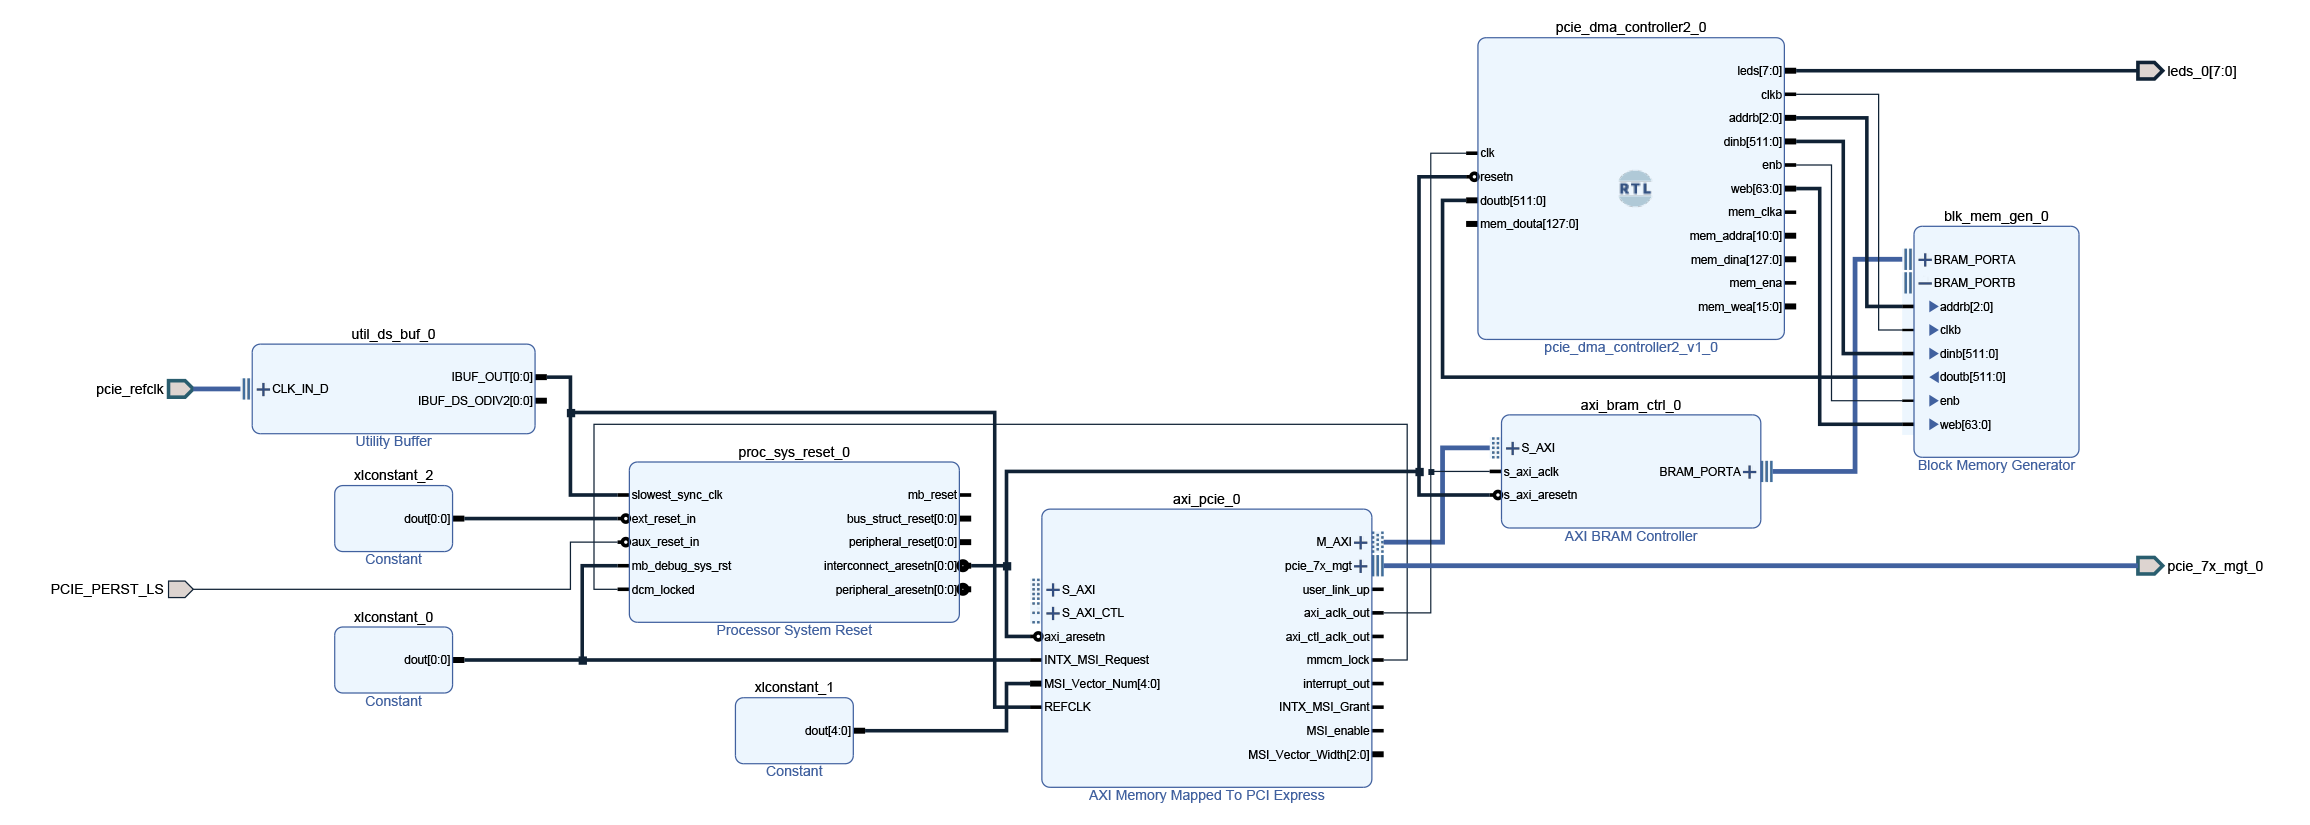 pcie_dma_controller2_0
leds[7:0]
leds_0[7:0]
clkb
addrb[2:0]
dinb[511:0]
clk
enb
resetn
RTL
web[63:0]
doutb[511:0]
mem_clka
mem_douta[127:0]
mem_addra[10:0]
mem_dina[127:0]
mem_ena
mem_wea[15:0]
pcie_dma_controller2_v1_0
blk_mem_gen_0
BRAM_PORTA
BRAM_PORTB
addrb[2:0]
clkb
dinb[511:0]
doutb[511:0]
enb
web[63:0]
Block Memory Generator
util_ds_buf_0
pcie_refclk
CLK_IN_D
IBUF_OUT[0:0]
IBUF_DS_ODIV2[0:0]
Utility Buffer
axi_bram_ctrl_0
S_AXI
s_axi_aclk
s_axi_aresetn
BRAM_PORTA
AXI BRAM Controller
xlconstant_2
dout[0:0]
Constant
proc_sys_reset_0
slowest_sync_clk
ext_reset_in
aux_reset_in
mb_debug_sys_rst
dcm_locked
mb_reset
bus_struct_reset[0:0]
peripheral_reset[0:0]
interconnect_aresetn[0:0]
peripheral_aresetn[0:0]
Processor System Reset
PCIE_PERST_LS
xlconstant_0
dout[0:0]
Constant
xlconstant_1
dout[4:0]
Constant
axi_pcie_0
S_AXI
S_AXI_CTL
axi_aresetn
INTX_MSI_Request
MSI_Vector_Num[4:0]
REFCLK
M_AXI
pcie_7x_mgt
user_link_up
axi_aclk_out
axi_ctl_aclk_out
mmcm_lock
interrupt_out
INTX_MSI_Grant
MSI_enable
MSI_Vector_Width[2:0]
AXI Memory Mapped To PCI Express
pcie_7x_mgt_0